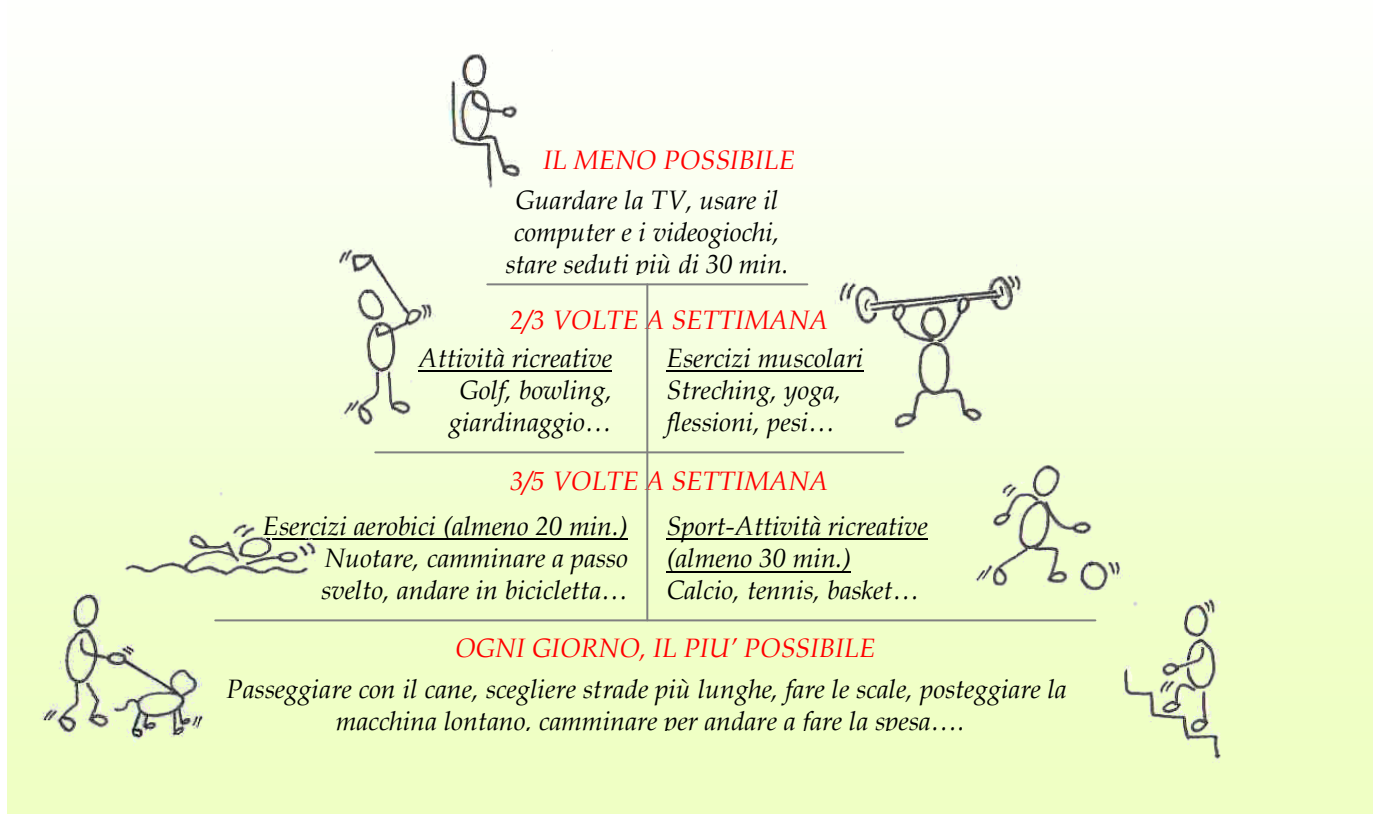 IL MENO POSSIBILE
Guardare la TV, usare il
computer e i videogiochi,
stare seduti più di 30 min.
2/3 VOLTE A SETTIMANA
Attività ricreative
Golf, bowling,
giardinaggio…
Esercizi muscolari
Streching, yoga,
flessioni, pesi…
3/5 VOLTE A SETTIMANA
Esercizi aerobici (almeno 20 min.)
Nuotare, camminare a passo
svelto, andare in bicicletta…
Sport-Attività ricreative
(almeno 30 min.)
Calcio, tennis, basket…
OGNI GIORNO, IL PIU' POSSIBILE
Passeggiare con il cane, scegliere strade più lunghe, fare le scale, posteggiare la
macchina lontano, camminare per andare a fare la spesa….